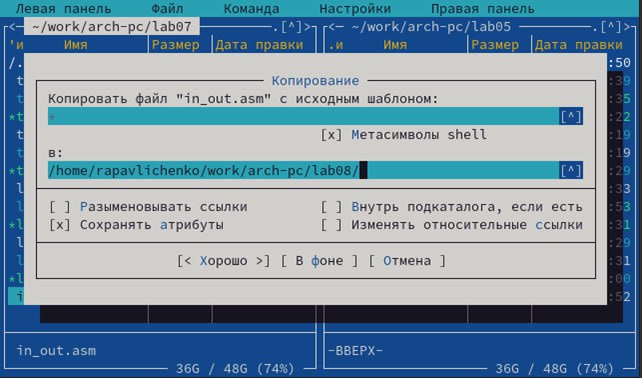 Левая панель Файл Команда Настройки Правая панель
<─ ~/work/arch-pc/lab07 .[^]> <─ ~/work/arch-pc/lab05 .[^]>
'и Имя Размер Дата правки .и Имя Размер Дата правки
/. :50
Копирование
Копировать файл "in_out.asm" с исходным шаблоном:
* [^]
[x] Метасимволы shell
в:
/home/rapavlichenko/work/arch-pc/lab08/ [^]
[ ] Разыменовывать ссылки [ ] Внутрь подкаталога, если есть
[x] Сохранять атрибуты [ ] Изменять относительные ссылки
[< Хорошо >] [ В фоне ] [ Отмена ]
in_out.asm -ВВЕРХ-
36G / 48G (74%) 36G / 48G (74%)